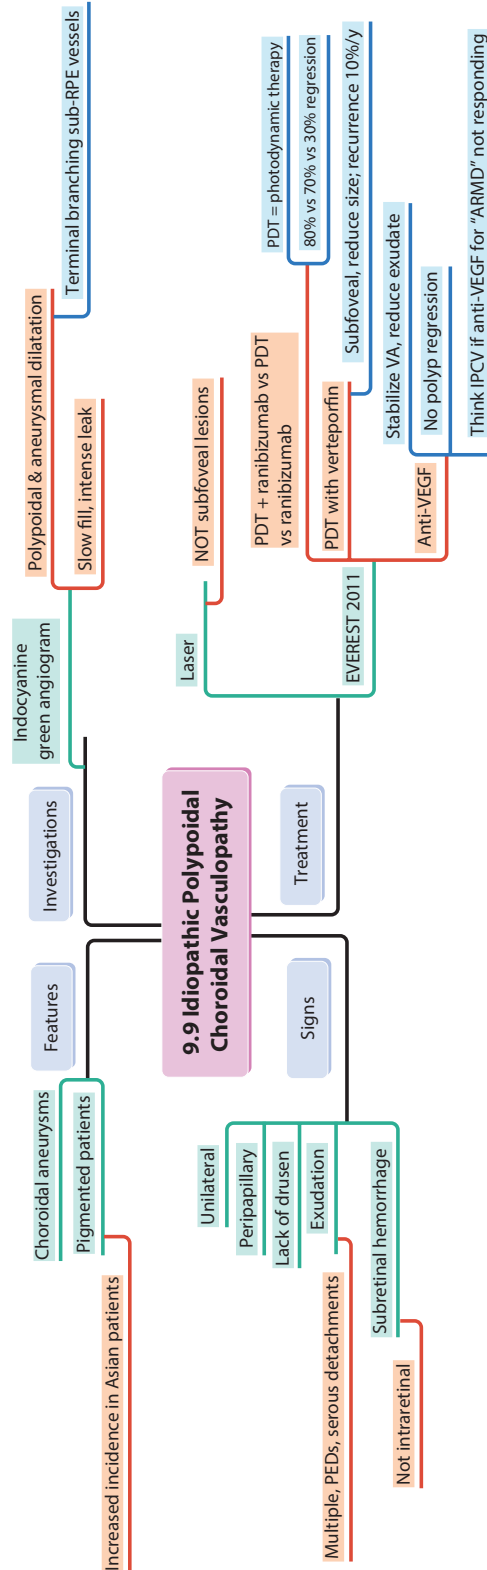 9.9 Idiopathic Polypoidal
Choroidal Vasculopathy
Features
Choroidal aneurysms
Pigmented patients
Increased incidence in Asian patients
Signs
Unilateral
Peripapillary
Lack of drusen
Exudation
Multiple, PEDs, serous detachments
Subretinal hemorrhage
Not intraretinal
Investigations
Indocyanine
green angiogram
Polypoidal & aneurysmal dilatation
Terminal branching sub-RPE vessels
Slow fill, intense leak
Treatment
Laser
NOT subfoveal lesions
EVEREST 2011
PDT + ranibizumab vs PDT
vs ranibizumab
PDT = photodynamic therapy
80% vs 70% vs 30% regression
PDT with verteporfin
Subfoveal, reduce size; recurrence 10%/y
Anti-VEGF
Stabilize VA, reduce exudate
No polyp regression
Think IPCV if anti-VEGF for “ARMD” not responding